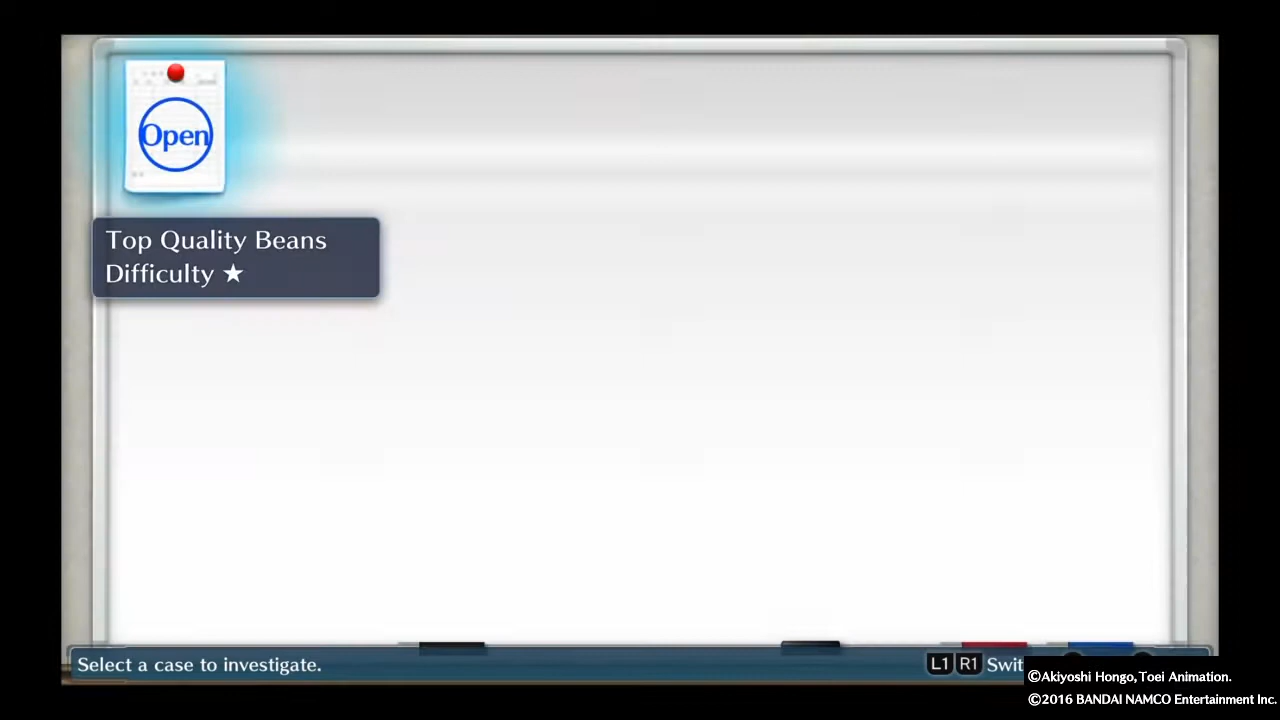 Open
Top Quality Beans
Difficulty ★
Select a case to investigate.
L1 R1 Swit
©Akiyoshi Hongo, Toei Animation.
©2016 BANDAI NAMCO Entertainment Inc.